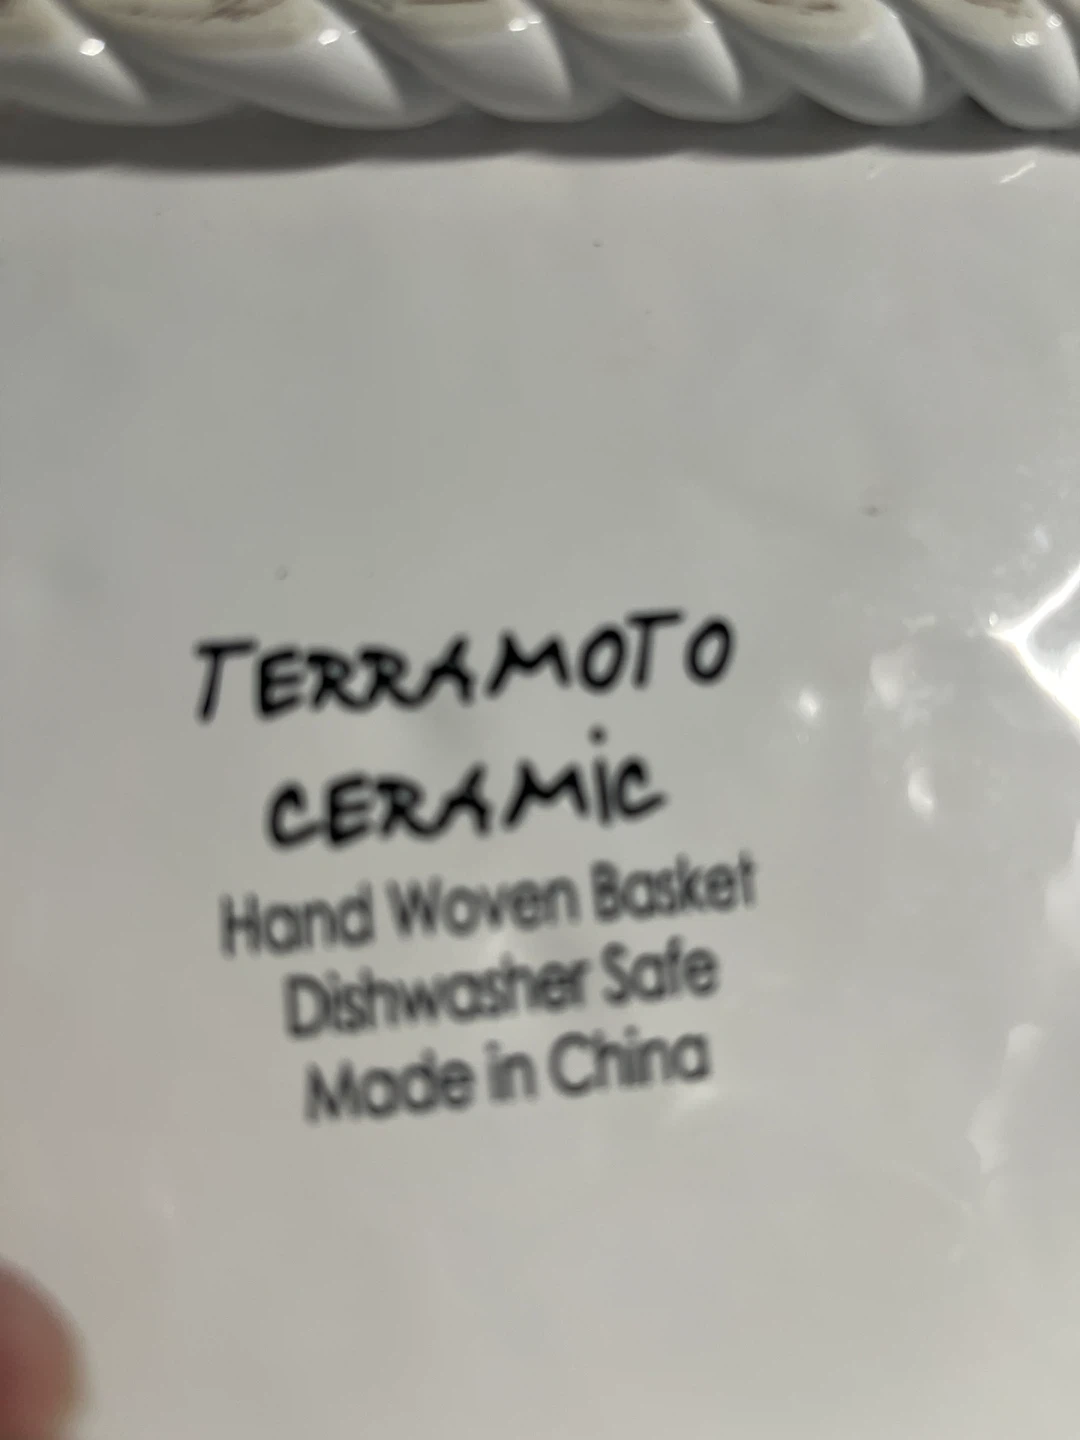 TERRAMOTO
CERAMiC
Hand Woven Basket
Dishwasher Safe
Made in China